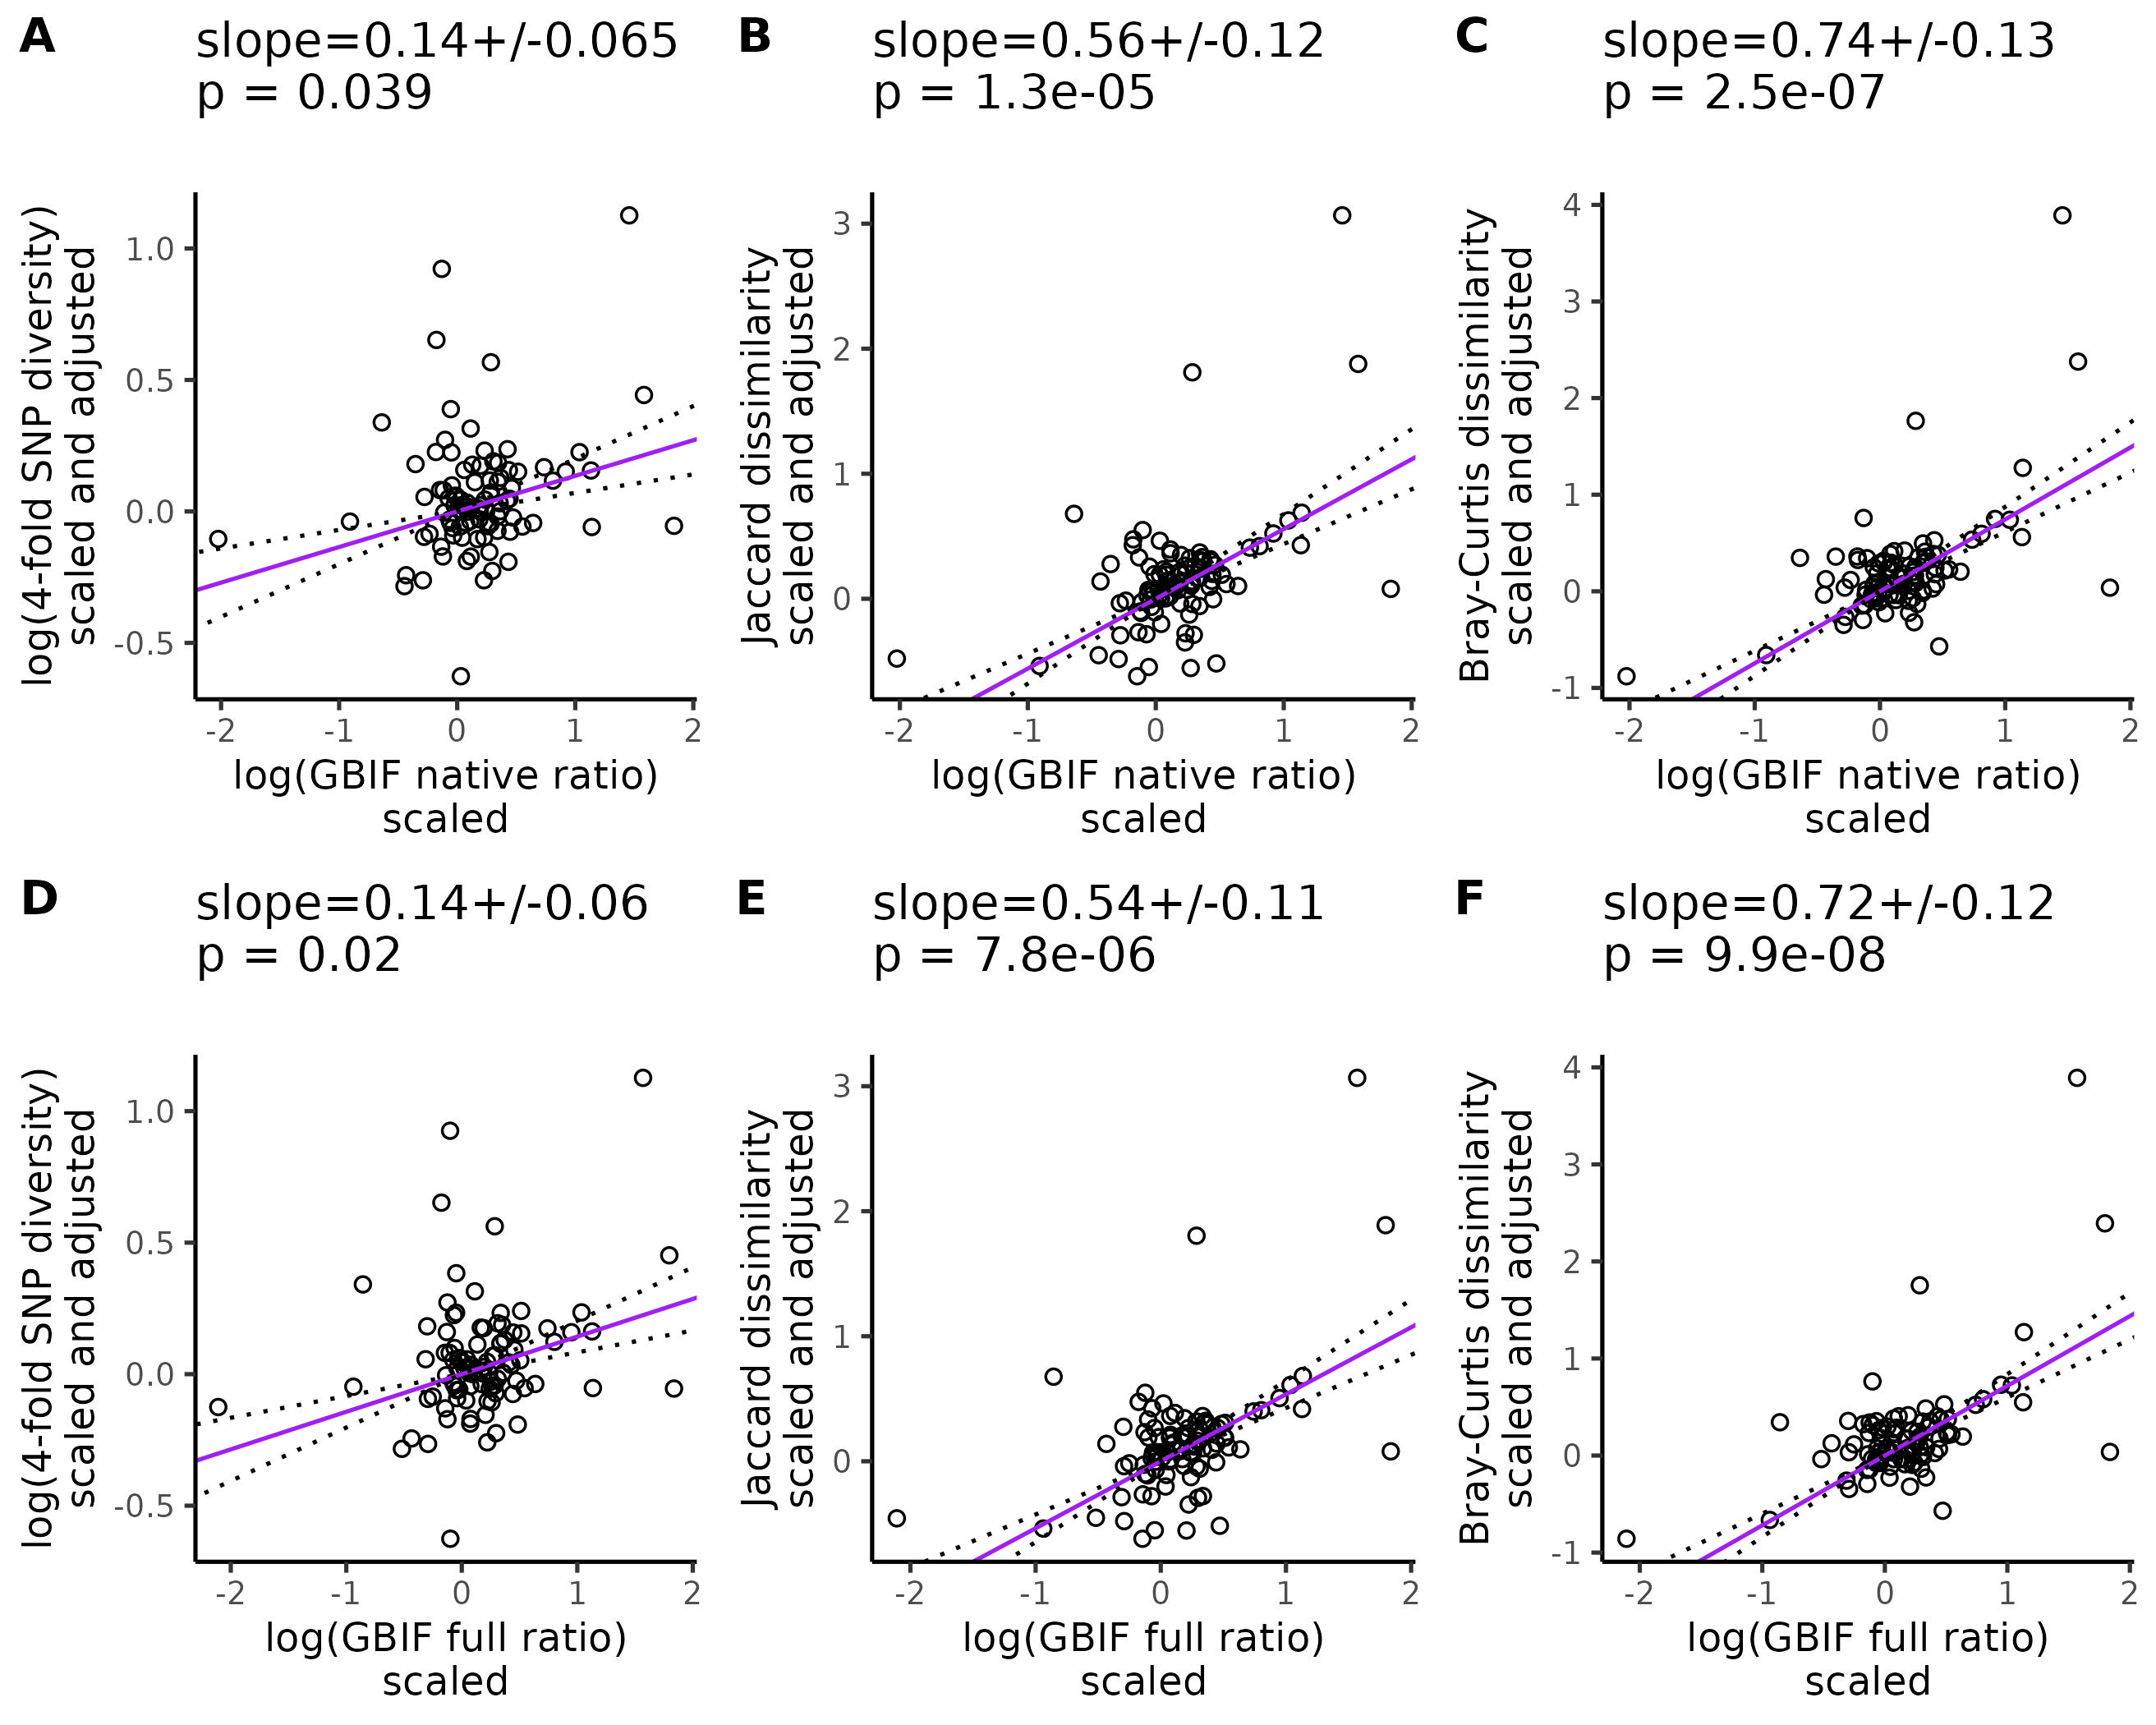 A
slope=0.14+/-0.065
p = 0.039
log(4-fold SNP diversity)
scaled and adjusted
1.0
0.5
0.0
-0.5
-2 -1 0 1 2
log(GBIF native ratio)
scaled
B
slope=0.56+/-0.12
p = 1.3e-05
Jaccard dissimilarity
scaled and adjusted
3
2
1
0
-2 -1 0 1 2
log(GBIF native ratio)
scaled
C
slope=0.74+/-0.13
p = 2.5e-07
Bray-Curtis dissimilarity
scaled and adjusted
4
3
2
1
0
-1
-2 -1 0 1 2
log(GBIF native ratio)
scaled
D
slope=0.14+/-0.06
p = 0.02
log(4-fold SNP diversity)
scaled and adjusted
1.0
0.5
0.0
-0.5
-2 -1 0 1 2
log(GBIF full ratio)
scaled
E
slope=0.54+/-0.11
p = 7.8e-06
Jaccard dissimilarity
scaled and adjusted
3
2
1
0
-2 -1 0 1 2
log(GBIF full ratio)
scaled
F
slope=0.72+/-0.12
p = 9.9e-08
Bray-Curtis dissimilarity
scaled and adjusted
4
3
2
1
0
-1
-2 -1 0 1 2
log(GBIF full ratio)
scaled